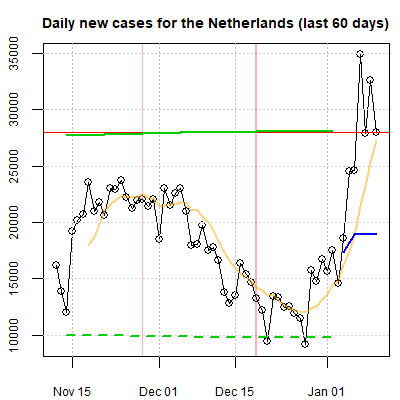 Daily new cases for the Netherlands (last 60 days)
35000
30000
25000
20000
15000
10000
Nov 15
Dec 01
Dec 15
Jan 01